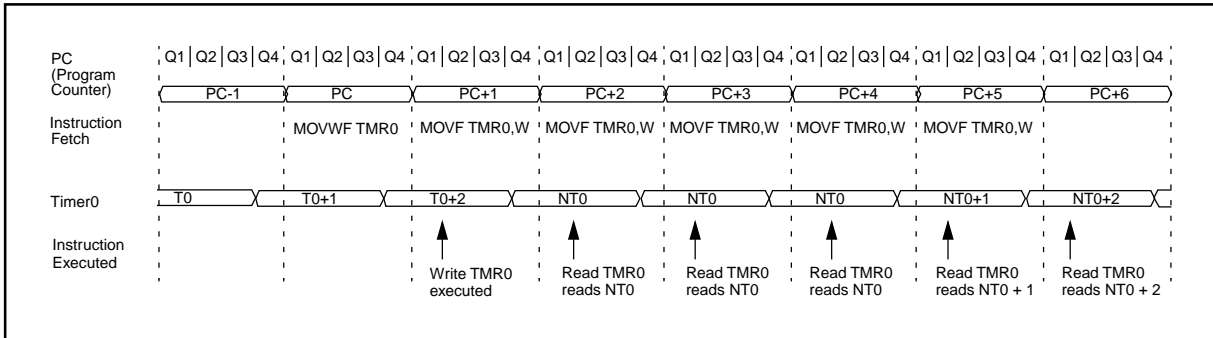 PC
(Program
Counter)
Q1 Q2 Q3 Q4 Q1 Q2 Q3 Q4 Q1 Q2 Q3 Q4 Q1 Q2 Q3 Q4 Q1 Q2 Q3 Q4 Q1 Q2 Q3 Q4 Q1 Q2 Q3 Q4 Q1 Q2 Q3 Q4
PC-1 PC PC+1 PC+2 PC+3 PC+4 PC+5 PC+6
Instruction
Fetch
MOVWF TMR0 MOVF TMR0,W MOVF TMR0,W MOVF TMR0,W MOVF TMR0,W MOVF TMR0,W
Timer0
T0 T0+1 T0+2 NT0 NT0 NT0 NT0+1 NT0+2
Instruction
Executed
Write TMR0
executed
Read TMR0
reads NT0
Read TMR0
reads NT0
Read TMR0
reads NT0
Read TMR0
reads NT0 + 1
Read TMR0
reads NT0 + 2